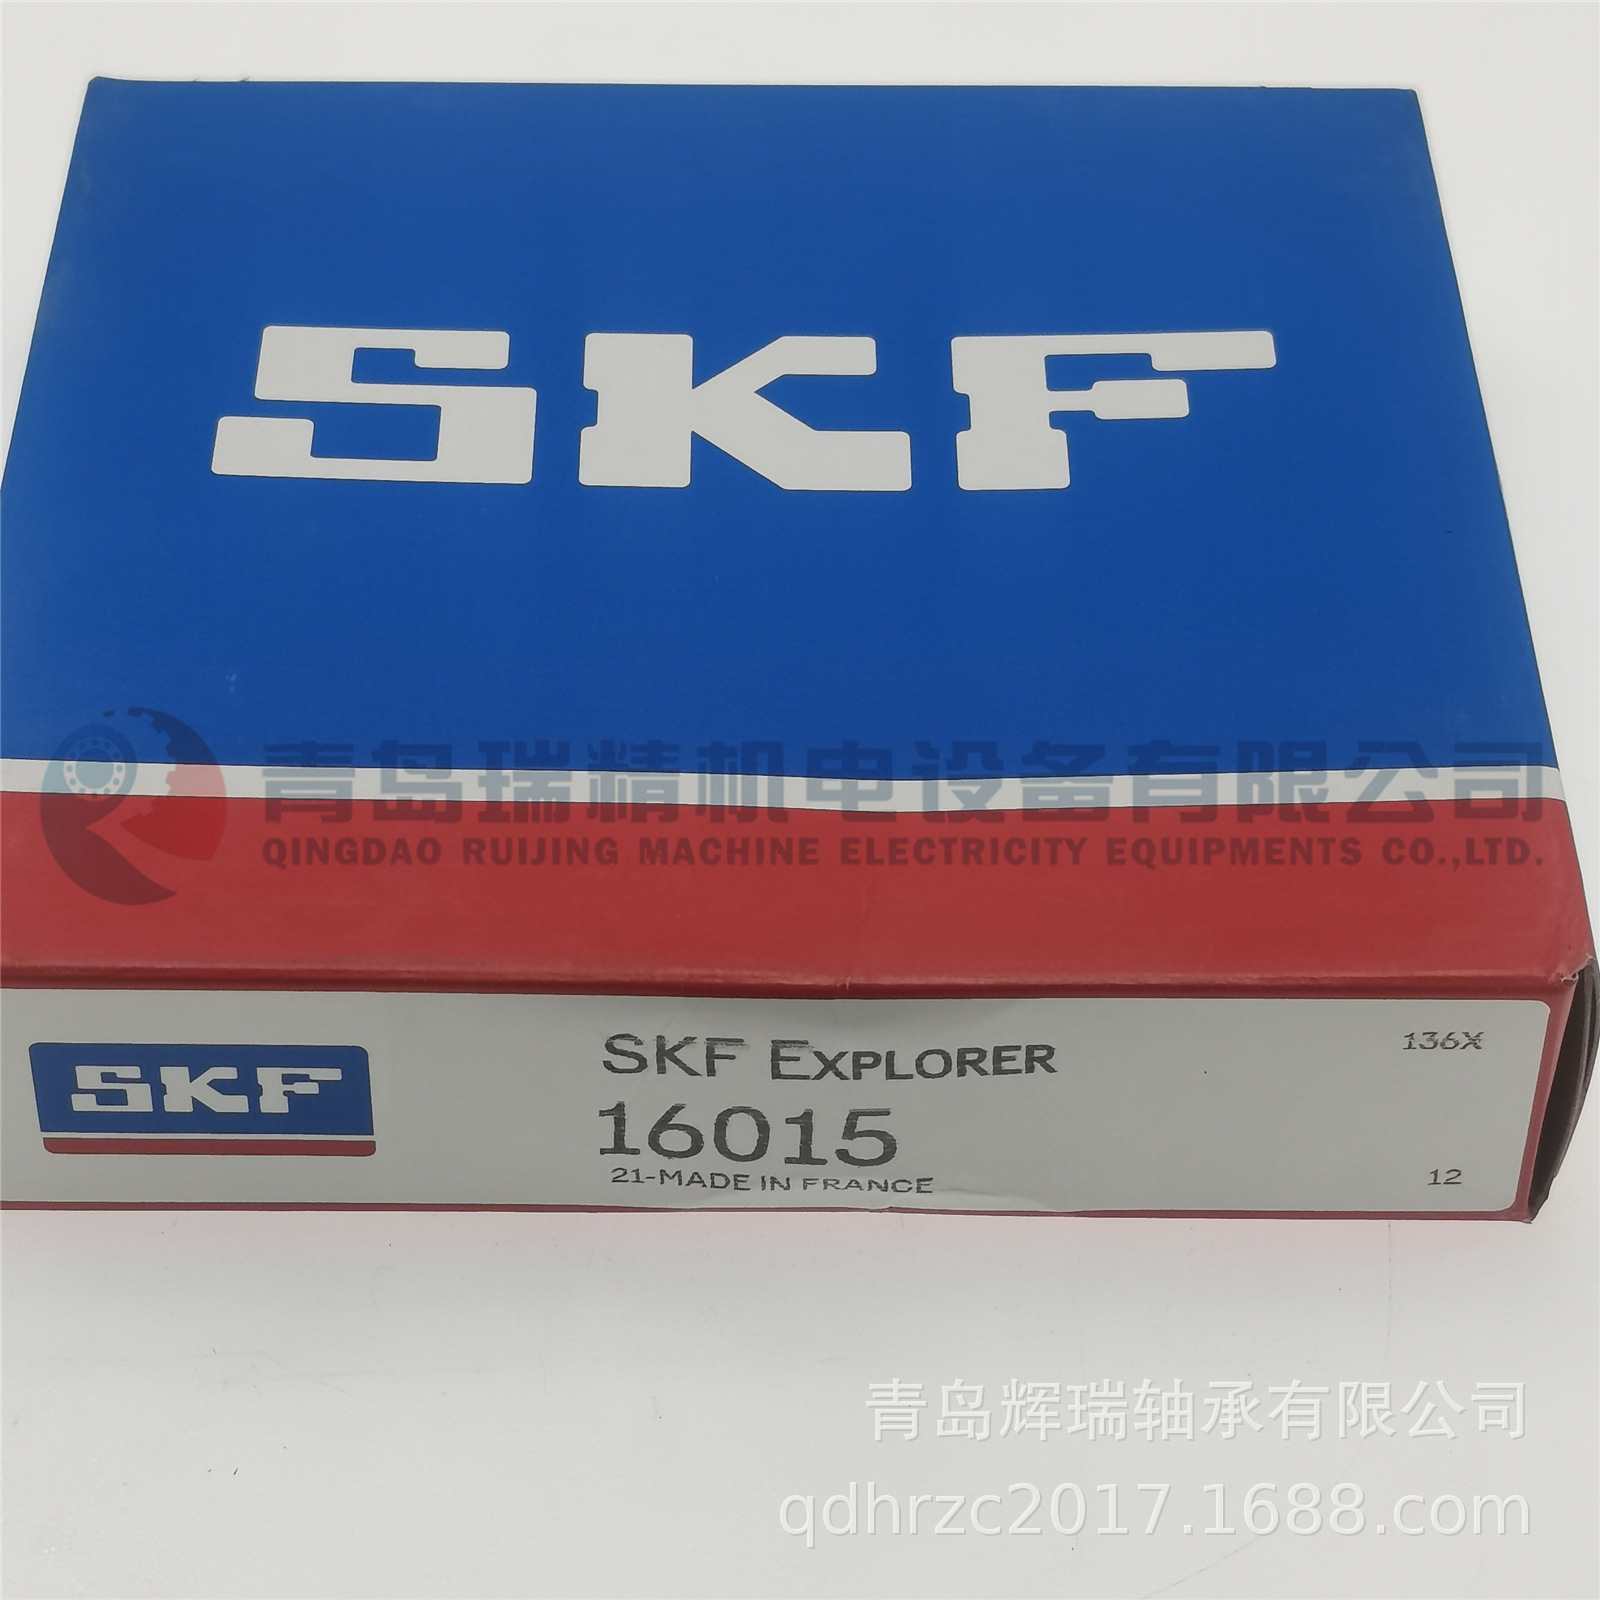 SKF
青岛瑞精机电设备有限公司
QINGDAO RUIJING MACHINE ELECTRICITY EQUIPMENTS CO.,LTD.
SKF
SKF EXPLORER
136X
16015
21-MADE IN FRANCE
12
青岛辉瑞轴承有限公司
qdhrzc2017.1688.com